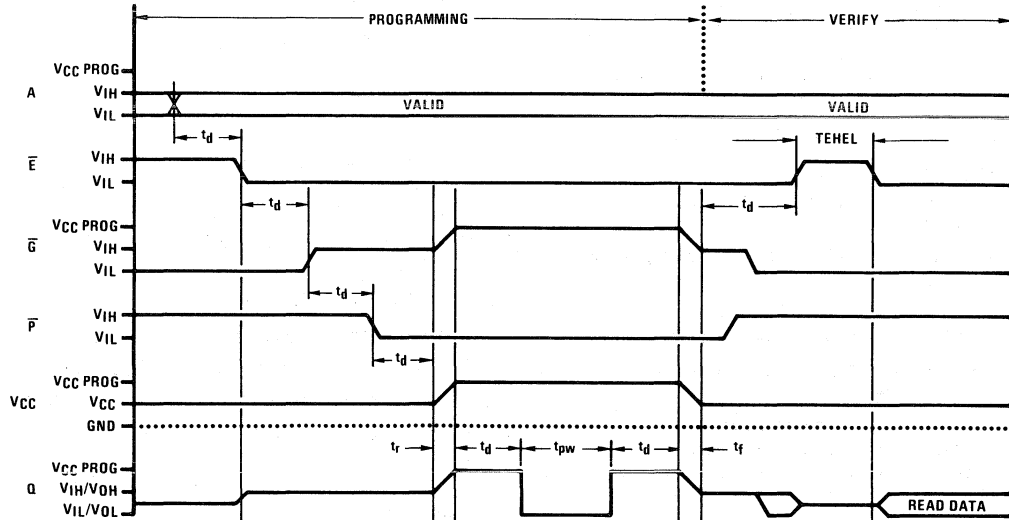 PROGRAMMING VERIFY
VCC PROG
A VIH
VALID VALID
VIL
td TEHEL
E VIH
VIL
td td
VCC PROG
G VIH
VIL
td
P VIH
VIL
td
VCC PROG
VCC VCC
GND
tr td tpw td tf
VCC PROG
Q VIH/VOH
VIL/VOL READ DATA